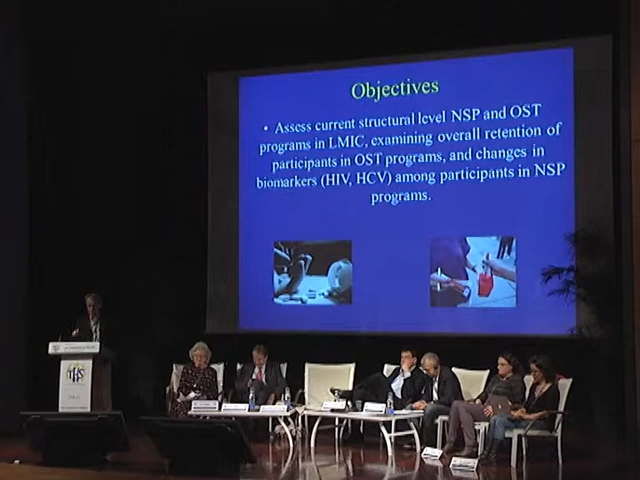 Objectives
• Assess current structural level NSP and OST
programs in LMIC, examining overall retention of
participants in OST programs, and changes in
biomarkers (HIV, HCV) among participants in NSP
programs.